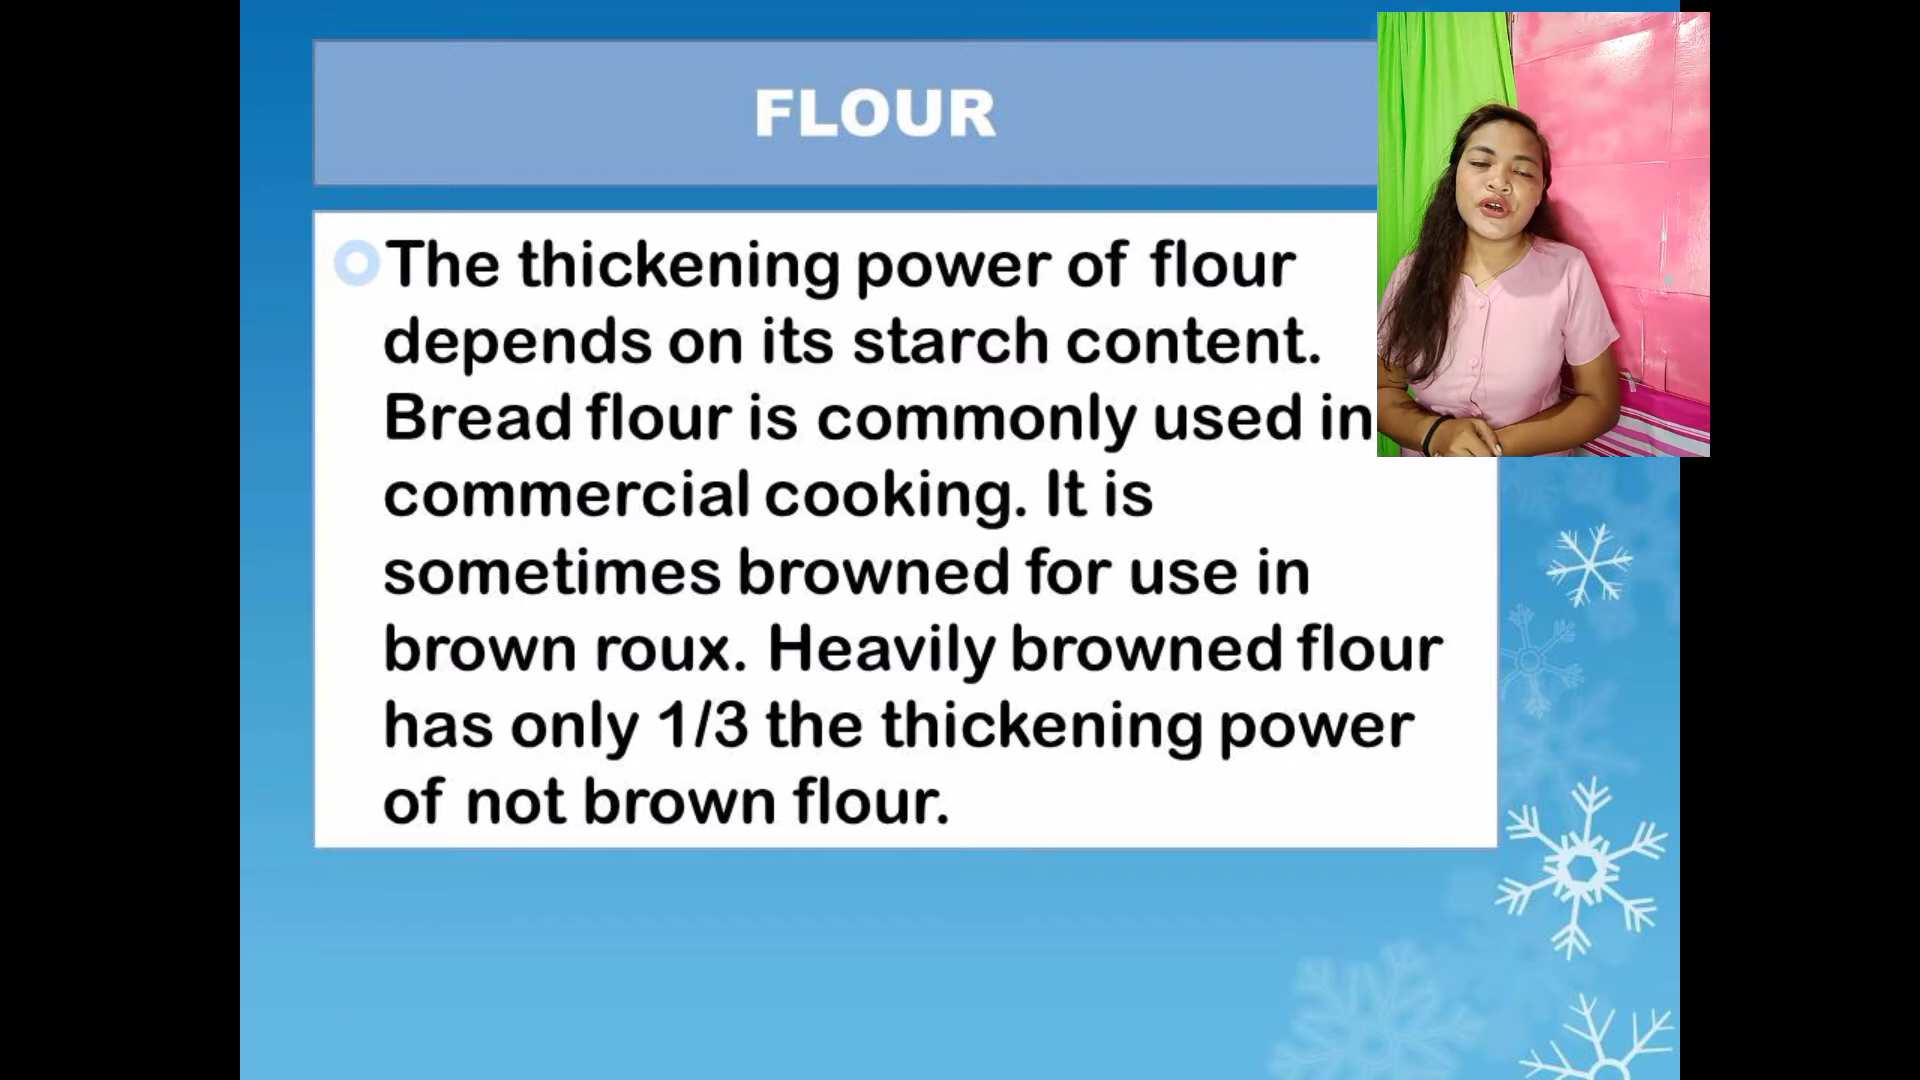 FLOUR
The thickening power of flour
depends on its starch content.
Bread flour is commonly used in
commercial cooking. It is
sometimes browned for use in
brown roux. Heavily browned flour
has only 1/3 the thickening power
of not brown flour.